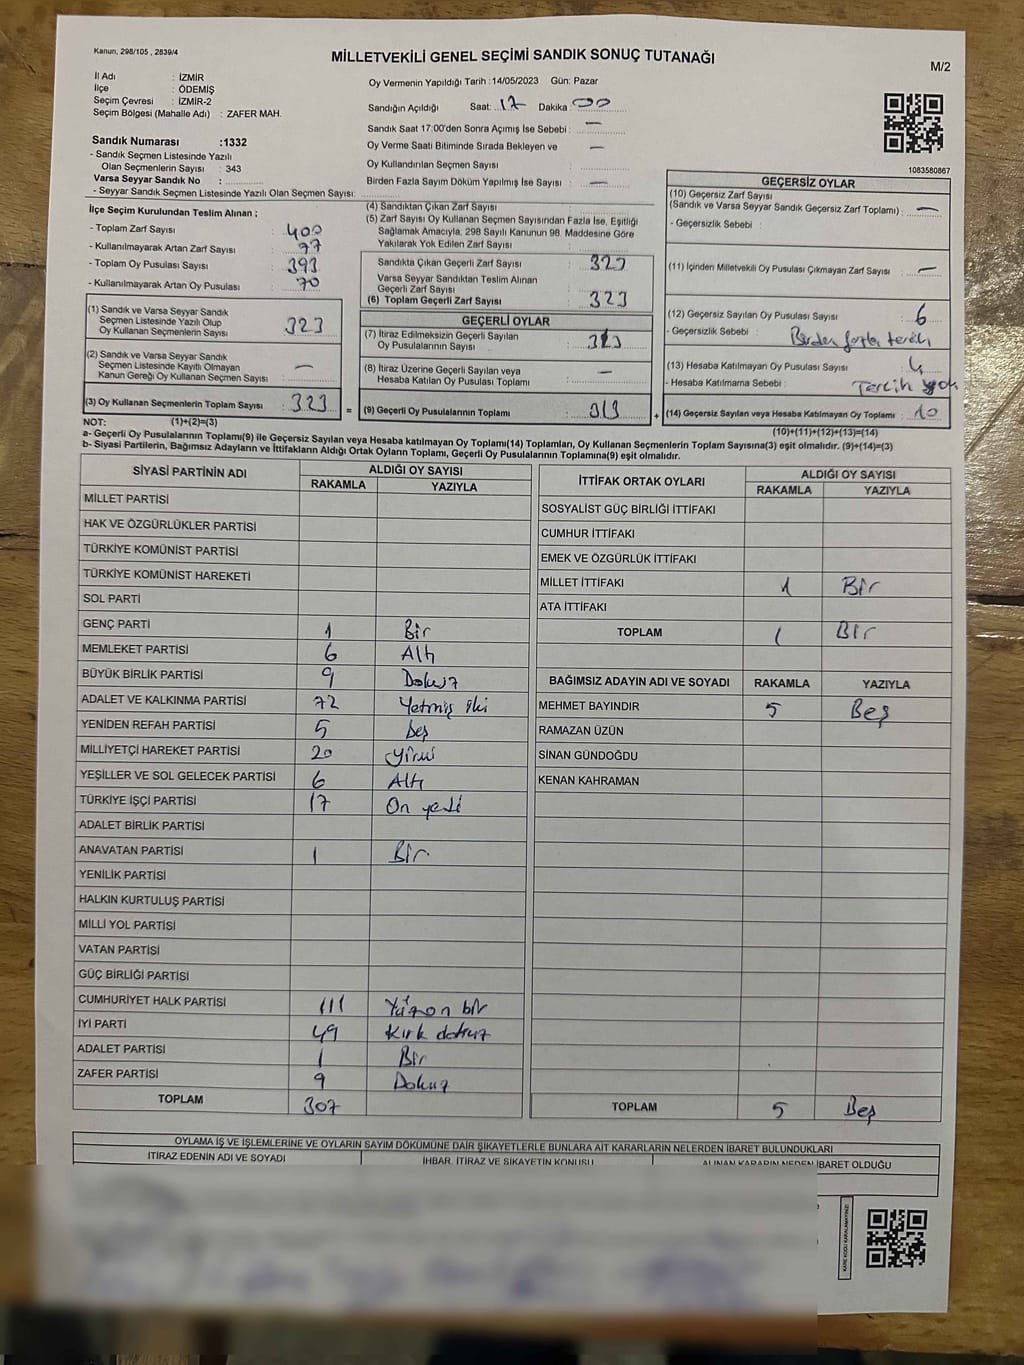 Kanun, 298/105 , 2839/4
MİLLETVEKİLİ GENEL SEÇİMİ SANDIK SONUÇ TUTANAĞI
M/2
İl Adı : İZMİR
İlçe : ÖDEMİŞ
Seçim Çevresi : İZMİR-2
Seçim Bölgesi (Mahalle Adı) : ZAFER MAH.
Oy Vermenin Yapıldığı Tarih :14/05/2023 Gün: Pazar
Sandığın Açıldığı Saat: 17 Dakika: 00
Sandık Saat 17:00'den Sonra Açımış İse Sebebi : —
Oy Verme Saati Bitiminde Sırada Bekleyen ve —
Oy Kullandırılan Seçmen Sayısı :
Birden Fazla Sayım Döküm Yapılmış İse Sayısı : —
Sandık Numarası :1332
- Sandık Seçmen Listesinde Yazılı
Olan Seçmenlerin Sayısı : 343
Varsa Seyyar Sandık No :
- Seyyar Sandık Seçmen Listesinde Yazılı Olan Seçmen Sayısı:
1083580867
İlçe Seçim Kurulundan Teslim Alınan ;
- Toplam Zarf Sayısı : 400
- Kullanılmayarak Artan Zarf Sayısı : 77
- Toplam Oy Pusulası Sayısı : 393
- Kullanılmayarak Artan Oy Pusulası : 70
(1) Sandık ve Varsa Seyyar Sandık
Seçmen Listesinde Yazılı Olup
Oy Kullanan Seçmenlerin Sayısı : 323
(2) Sandık ve Varsa Seyyar Sandık
Seçmen Listesinde Kayıtlı Olmayan
Kanun Gereği Oy Kullanan Seçmen Sayısı : —
(3) Oy Kullanan Seçmenlerin Toplam Sayısı : 323 =
(4) Sandıktan Çıkan Zarf Sayısı :
(5) Zarf Sayısı Oy Kullanan Seçmen Sayısından Fazla İse, Eşitliği
Sağlamak Amacıyla, 298 Sayılı Kanunun 98. Maddesine Göre
Yakılarak Yok Edilen Zarf Sayısı :
Sandıkta Çıkan Geçerli Zarf Sayısı : 323
Varsa Seyyar Sandıktan Teslim Alınan
Geçerli Zarf Sayısı :
(6) Toplam Geçerli Zarf Sayısı : 323
GEÇERLİ OYLAR
(7) İtiraz Edilmeksizin Geçerli Sayılan
Oy Pusulalarının Sayısı : 313
(8) İtiraz Üzerine Geçerli Sayılan veya
Hesaba Katılan Oy Pusulası Toplamı : —
(9) Geçerli Oy Pusulalarının Toplamı : 313 +
GEÇERSİZ OYLAR
(10) Geçersiz Zarf Sayısı
(Sandık ve Varsa Seyyar Sandık Geçersiz Zarf Toplamı) : —
- Geçersizlik Sebebi :
(11) İçinden Milletvekili Oy Pusulası Çıkmayan Zarf Sayısı : —
(12) Geçersiz Sayılan Oy Pusulası Sayısı : 6
- Geçersizlik Sebebi : Birden fazla tercih
(13) Hesaba Katılmayan Oy Pusulası Sayısı : 4
- Hesaba Katılmama Sebebi : Tercih yok
(14) Geçersiz Sayılan veya Hesaba Katılmayan Oy Toplamı : 10
NOT: (1)+(2)=(3)
(10)+(11)+(12)+(13)=(14)
a- Geçerli Oy Pusulalarının Toplamı(9) ile Geçersiz Sayılan veya Hesaba katılmayan Oy Toplamı(14) Toplamları, Oy Kullanan Seçmenlerin Toplam Sayısına(3) eşit olmalıdır. (9)+(14)=(3)
b- Siyasi Partilerin, Bağımsız Adayların ve İttifakların Aldığı Ortak Oyların Toplamı, Geçerli Oy Pusulalarının Toplamına(9) eşit olmalıdır.
SİYASİ PARTİNİN ADI ALDIĞI OY SAYISI
RAKAMLA YAZIYLA
MİLLET PARTİSİ
HAK VE ÖZGÜRLÜKLER PARTİSİ
TÜRKİYE KOMÜNİST PARTİSİ
TÜRKİYE KOMÜNİST HAREKETİ
SOL PARTİ
GENÇ PARTİ 1 Bir
MEMLEKET PARTİSİ 6 Altı
BÜYÜK BİRLİK PARTİSİ 9 Dokuz
ADALET VE KALKINMA PARTİSİ 72 Yetmiş iki
YENİDEN REFAH PARTİSİ 5 beş
MİLLİYETÇİ HAREKET PARTİSİ 20 yirmi
YEŞİLLER VE SOL GELECEK PARTİSİ 6 Altı
TÜRKİYE İŞÇİ PARTİSİ 17 On yedi
ADALET BİRLİK PARTİSİ
ANAVATAN PARTİSİ 1 Bir
YENİLİK PARTİSİ
HALKIN KURTULUŞ PARTİSİ
MİLLİ YOL PARTİSİ
VATAN PARTİSİ
GÜÇ BİRLİĞİ PARTİSİ
CUMHURİYET HALK PARTİSİ 111 Yüzon bir
İYİ PARTİ 49 Kırk dokuz
ADALET PARTİSİ 1 Bir
ZAFER PARTİSİ 9 Dokuz
TOPLAM 307
İTTİFAK ORTAK OYLARI ALDIĞI OY SAYISI
RAKAMLA YAZIYLA
SOSYALİST GÜÇ BİRLİĞİ İTTİFAKI
CUMHUR İTTİFAKI
EMEK VE ÖZGÜRLÜK İTTİFAKI
MİLLET İTTİFAKI 1 Bir
ATA İTTİFAKI
TOPLAM 1 Bir
BAĞIMSIZ ADAYIN ADI VE SOYADI RAKAMLA YAZIYLA
MEHMET BAYINDIR 5 Beş
RAMAZAN ÜZÜN
SİNAN GÜNDOĞDU
KENAN KAHRAMAN
TOPLAM 5 Beş
OYLAMA İŞ VE İŞLEMLERİNE VE OYLARIN SAYIM DÖKÜMÜNE DAİR ŞİKAYETLERLE BUNLARA AİT KARARLARIN NELERDEN İBARET BULUNDUKLARI
İTİRAZ EDENİN ADI VE SOYADI İHBAR, İTİRAZ VE ŞİKAYETİN KONUSU ALINAN KARARIN NEDEN İBARET OLDUĞU
KARE KODU KARALAMAYINIZ!